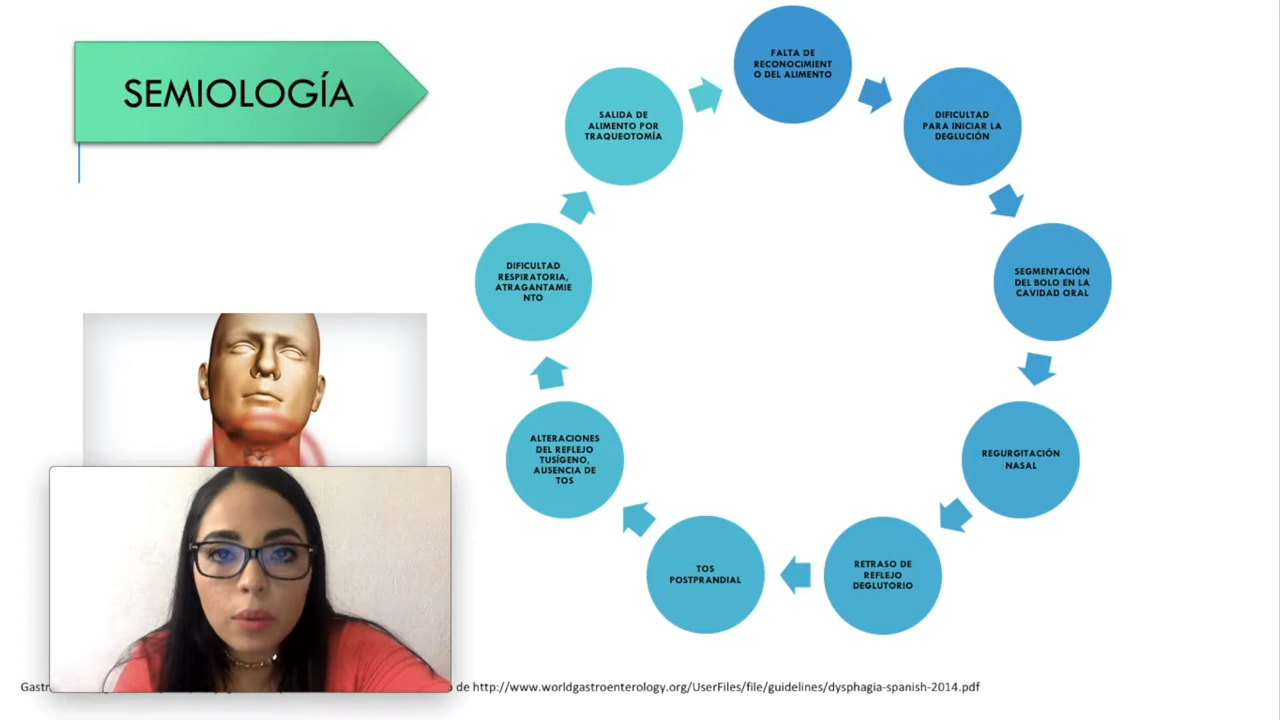 SEMIOLOGÍA
FALTA DE
RECONOCIMIENT
O DEL ALIMENTO
DIFICULTAD
PARA INICIAR LA
DEGLUCIÓN
SEGMENTACIÓN
DEL BOLO EN LA
CAVIDAD ORAL
REGURGITACIÓN
NASAL
RETRASO DE
REFLEJO
DEGLUTORIO
TOS
POSTPRANDIAL
ALTERACIONES
DEL REFLEJO
TUSÍGENO,
AUSENCIA DE
TOS
DIFICULTAD
RESPIRATORIA,
ATRAGANTAMIE
NTO
SALIDA DE
ALIMENTO POR
TRAQUEOTOMÍA
de http://www.worldgastroenterology.org/UserFiles/file/guidelines/dysphagia-spanish-2014.pdf